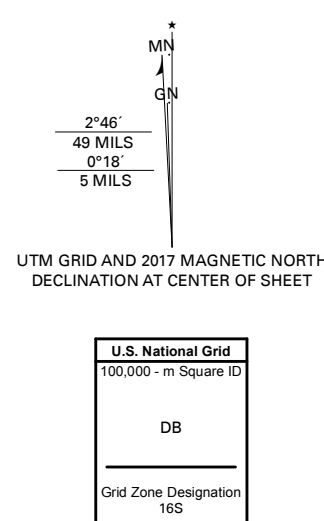 MN
GN
2°46´
49 MILS
0°18´
5 MILS
UTM GRID AND 2017 MAGNETIC NORTH
DECLINATION AT CENTER OF SHEET
U.S. National Grid
100,000 - m Square ID
DB
Grid Zone Designation
16S